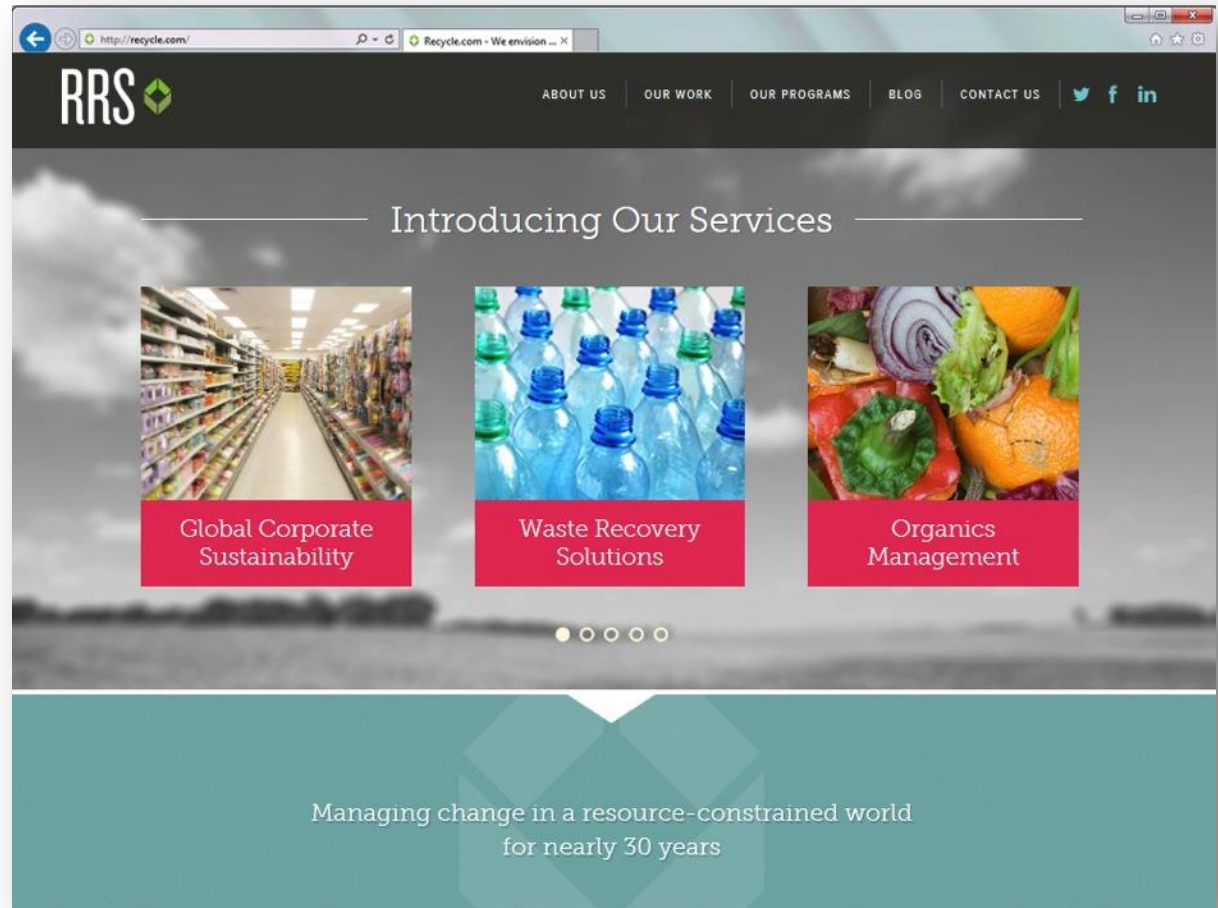 http://recycle.com/
Recycle.com - We envision ...
RRS
ABOUT US
OUR WORK
OUR PROGRAMS
BLOG
CONTACT US
Introducing Our Services
Global Corporate
Sustainability
Waste Recovery
Solutions
Organics
Management
Managing change in a resource-constrained world
for nearly 30 years